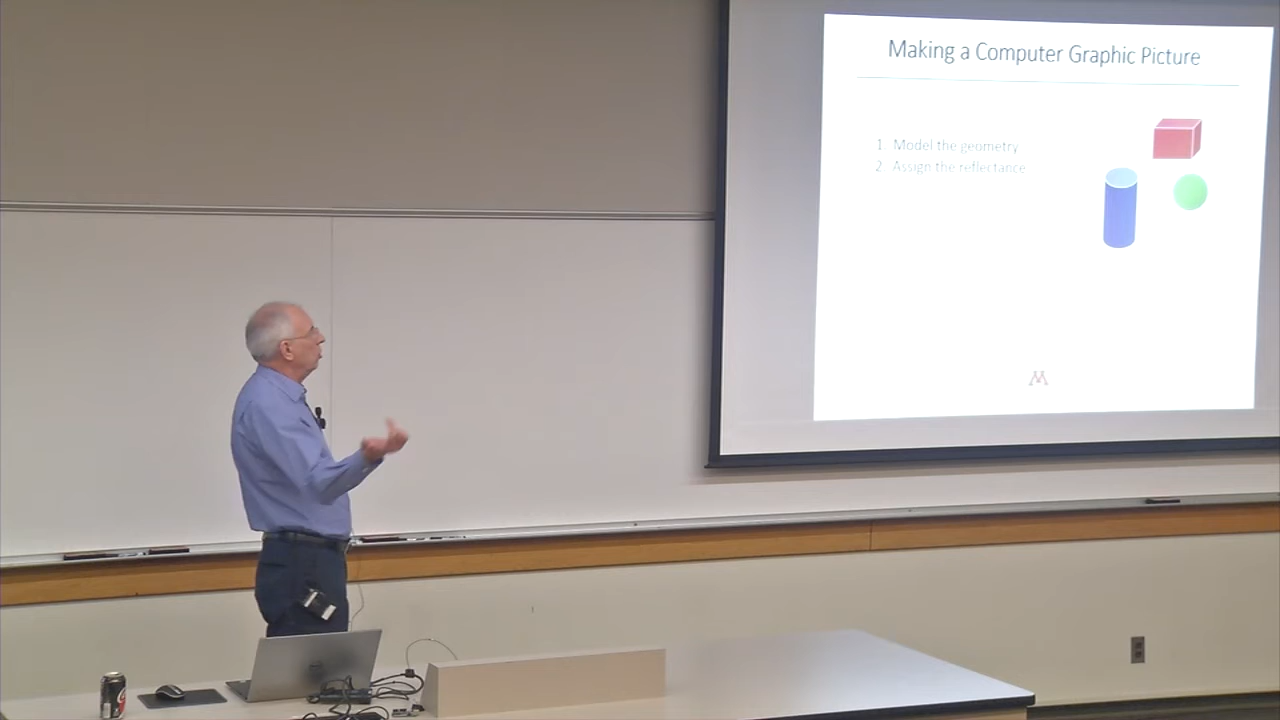 Making a Computer Graphic Picture
1. Model the geometry
2. Assign the reflectance
M